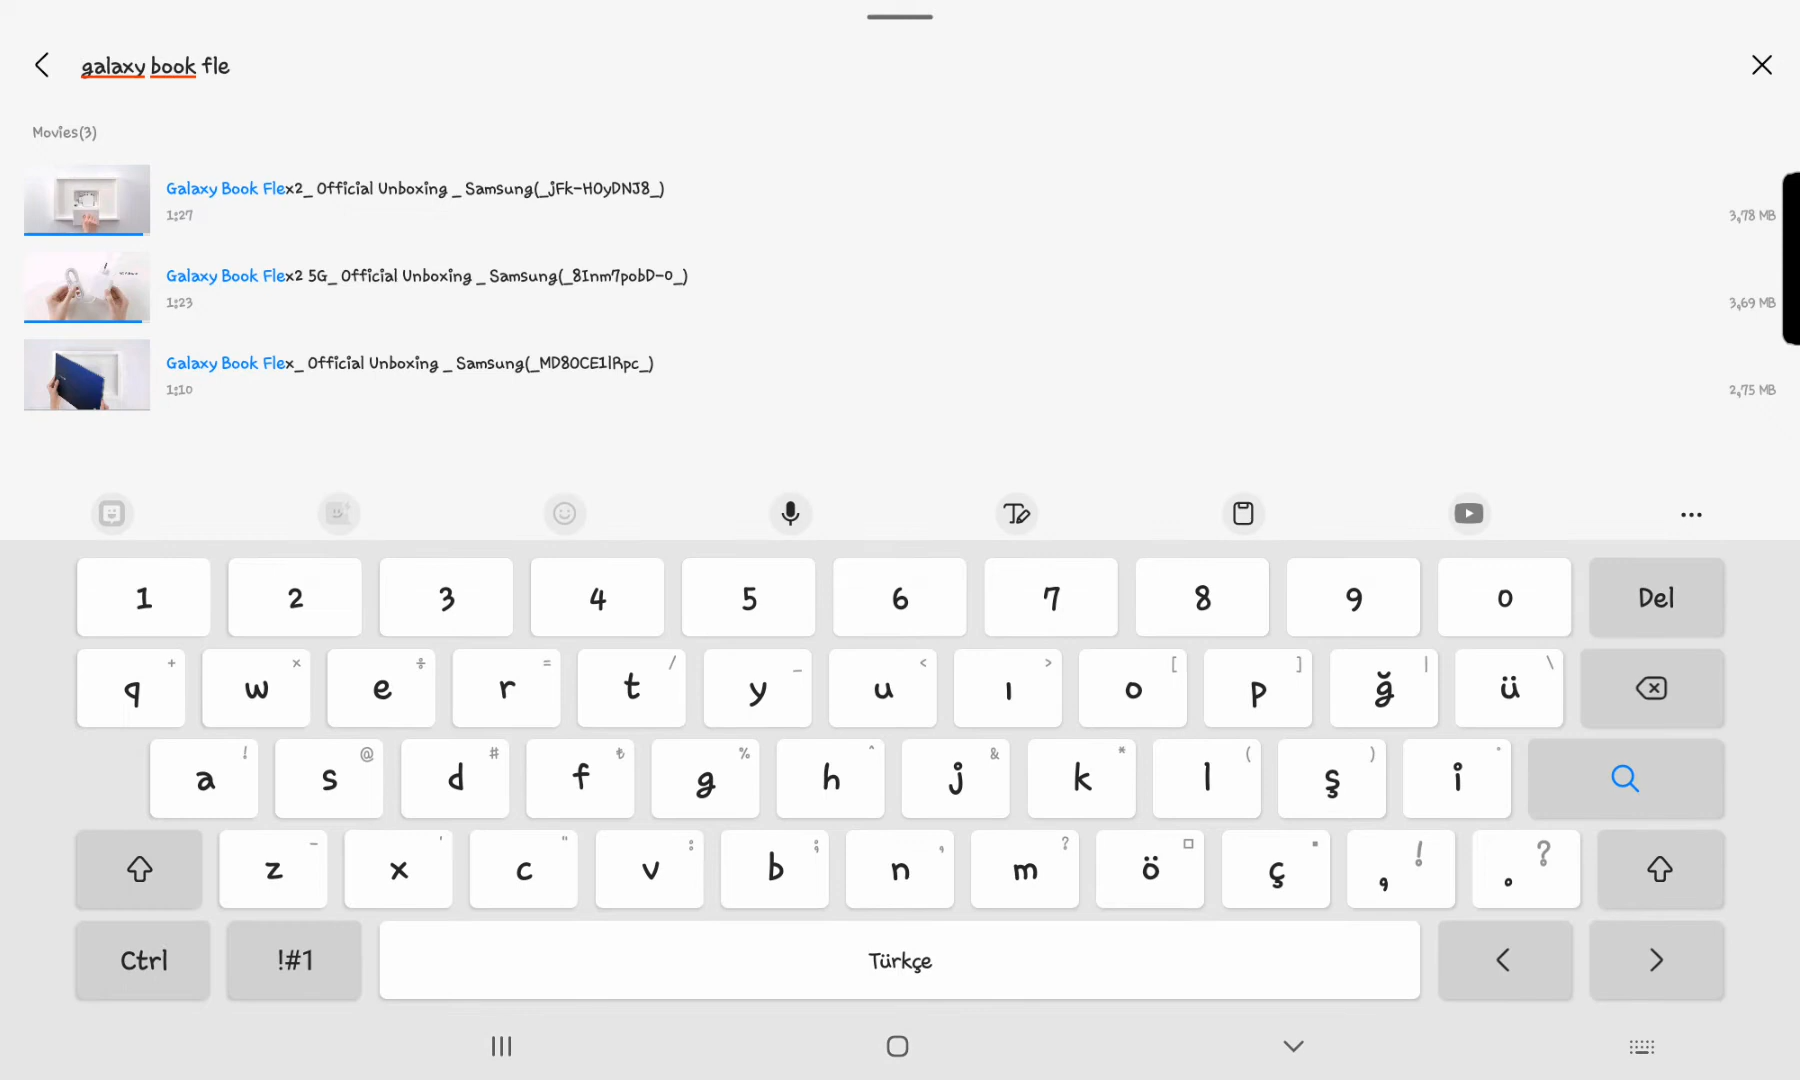 galaxy book fle
Movies(3)
Galaxy Book Flex2_ Official Unboxing _ Samsung(_jFk-HOyDNJ8_)
1:27
3,78 MB
Galaxy Book Flex2 5G_ Official Unboxing _ Samsung(_8Inm7pobD-o_)
1:23
3,69 MB
Galaxy Book Flex_ Official Unboxing _ Samsung(_MD80CE1lRpc_)
1:10
2,75 MB
1 2 3 4 5 6 7 8 9 0 Del
+ × ÷ = / _ < > [ ] | \
q w e r t y u ı o p ğ ü
! @ # ₺ % ^ & * ( )
a s d f g h j k l ş i
- ' " : ; , ? ! ?
z x c v b n m ö ç , .
Ctrl !#1 Türkçe < >